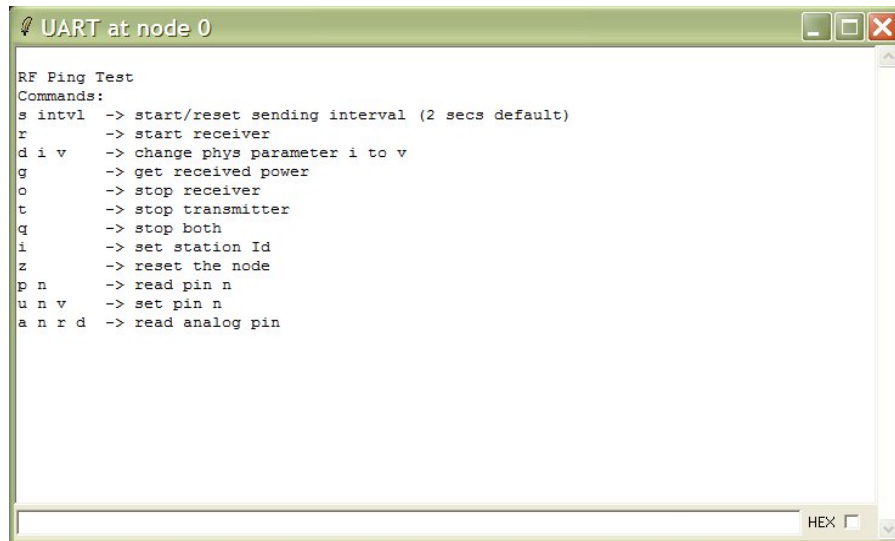 UART at node 0
RF Ping Test
Commands:
s intvl -> start/reset sending interval (2 secs default)
r -> start receiver
d i v -> change phys parameter i to v
g -> get received power
o -> stop receiver
t -> stop transmitter
q -> stop both
i -> set station Id
z -> reset the node
p n -> read pin n
u n v -> set pin n
a n r d -> read analog pin
HEX